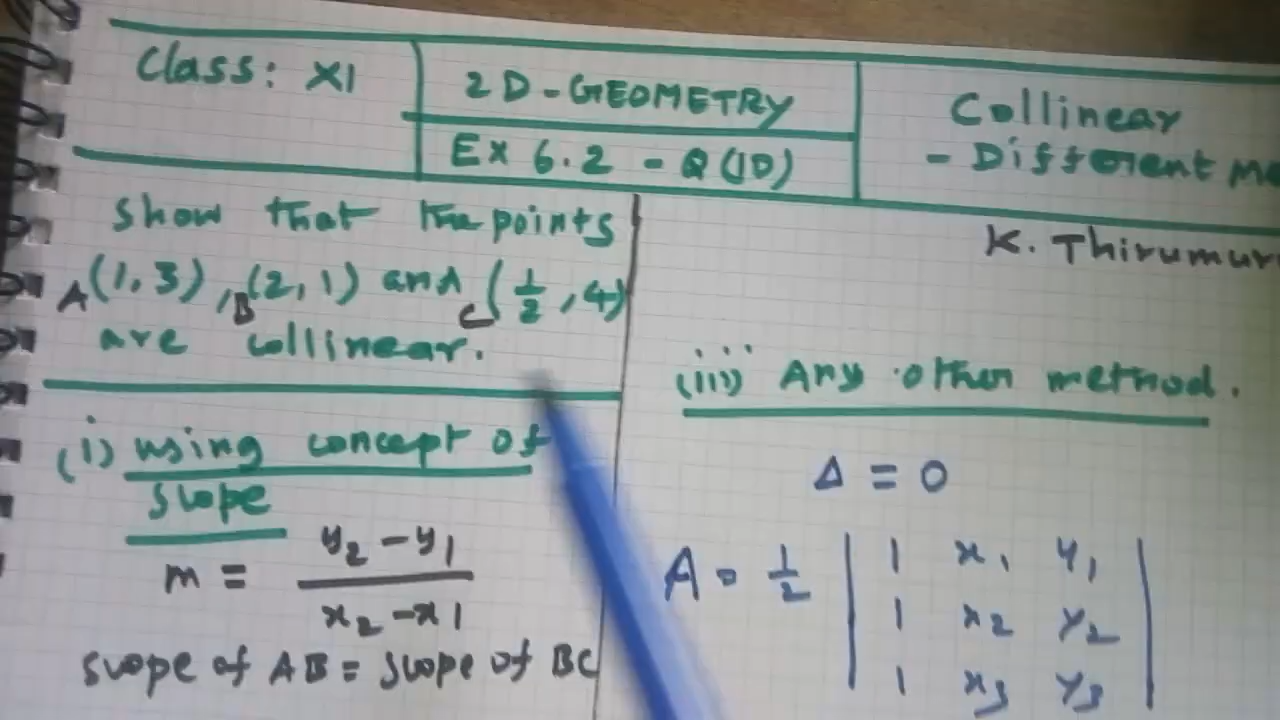 Class: XI
2D-GEOMETRY
Ex 6.2 - Q(10)
Collinear
- Different
K.
Show that the points
A(1,3), B(2,1) and C(1/2,4)
are collinear.
(i) using concept of
slope
m = y2-y1 / x2-x1
slope of AB = slope of BC
(iii) Any other method.
Δ = 0
A = 1/2 | 1 x1 y1 |
| 1 x2 y2 |
| 1 x3 y3 |